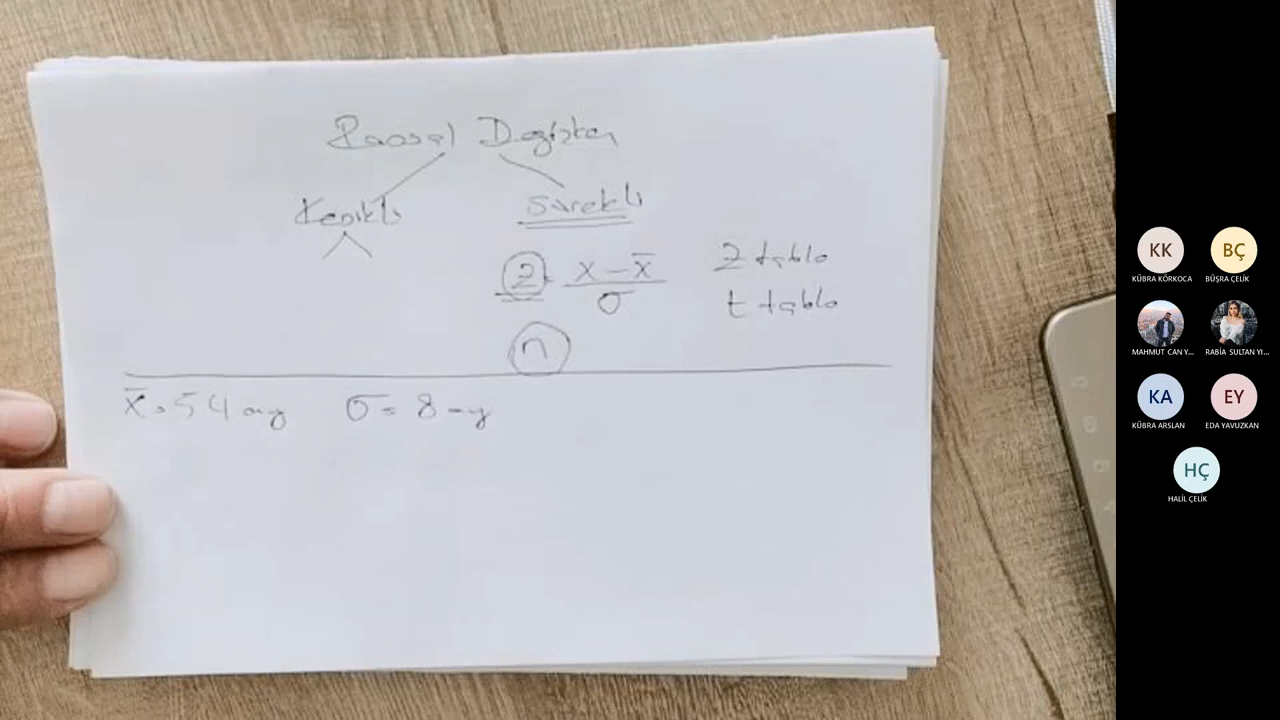 Rassal Değişken
Kesikli Sürekli
Z = x - x̄ / σ
Z tablo
t tablo
n
x̄ = 54 ay σ = 8 ay
KK BÇ
KÜBRA KÖRKOCA BÜŞRA ÇELİK
MAHMUT CAN Y... RABİA SULTAN YI...
KA EY
KÜBRA ARSLAN EDA YAVUZKAN
HÇ
HALİL ÇELİK